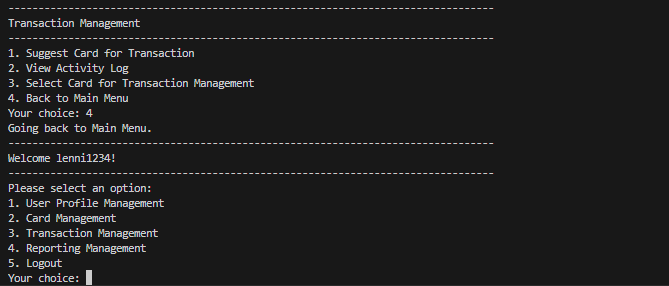 -------------------------------------------------------------------------
Transaction Management
-------------------------------------------------------------------------
1. Suggest Card for Transaction
2. View Activity Log
3. Select Card for Transaction Management
4. Back to Main Menu
Your choice: 4
Going back to Main Menu.
-------------------------------------------------------------------------
Welcome lenni1234!
-------------------------------------------------------------------------
Please select an option:
1. User Profile Management
2. Card Management
3. Transaction Management
4. Reporting Management
5. Logout
Your choice: